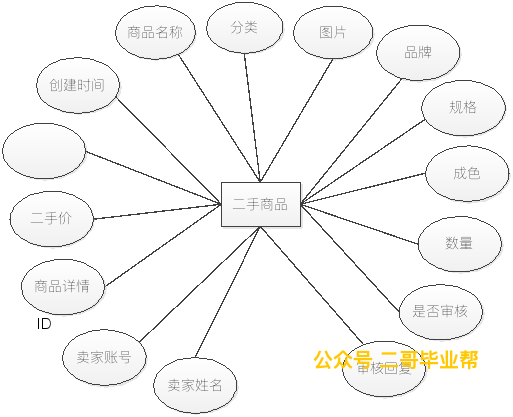 商品名称
分类
图片
品牌
创建时间
规格
成色
二手商品
二手价
数量
商品详情
ID
是否审核
卖家账号
公众号 二哥毕业帮
审核回复
卖家姓名